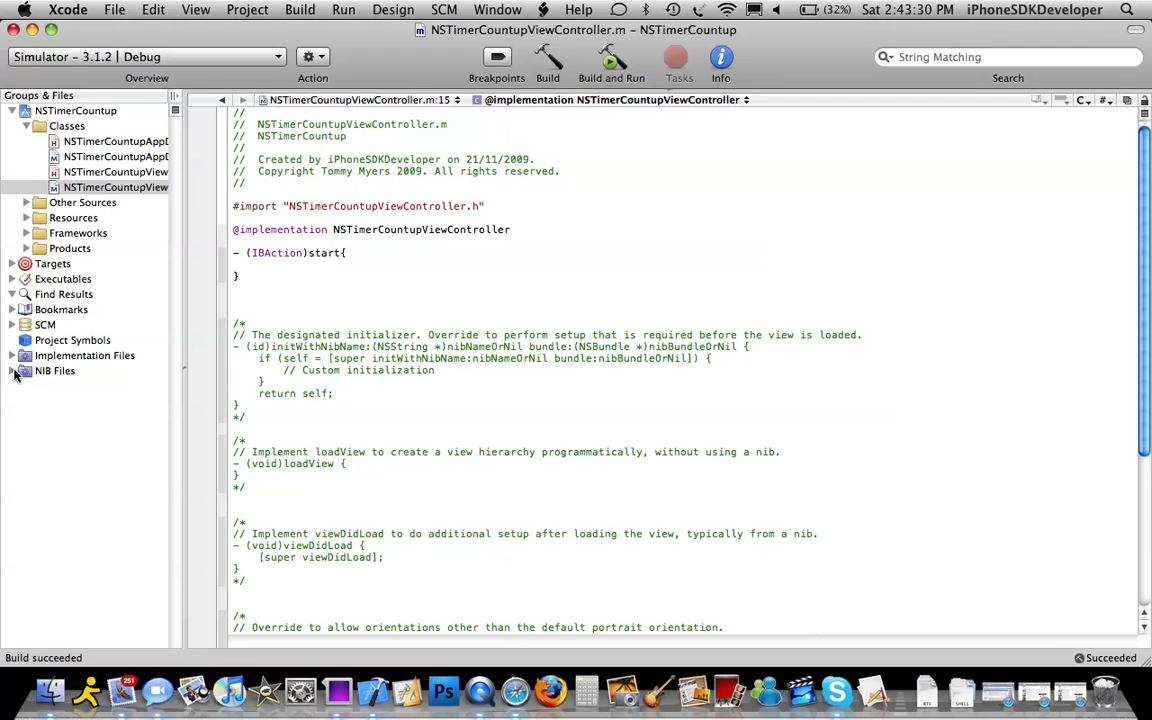 Xcode File Edit View Project Build Run Design SCM Window Help (32%) Sat 2:43:30 PM iPhoneSDKDeveloper
NSTimerCountupViewController.m – NSTimerCountup
Simulator - 3.1.2 | Debug
String Matching
Overview Action Breakpoints Build Build and Run Tasks Info Search
Groups & Files
NSTimerCountupViewController.m:15 @implementation NSTimerCountupViewController C #
NSTimerCountup
Classes
NSTimerCountupAppD
NSTimerCountupAppD
NSTimerCountupView
NSTimerCountupView
Other Sources
Resources
Frameworks
Products
Targets
Executables
Find Results
Bookmarks
SCM
Project Symbols
Implementation Files
NIB Files
//
//  NSTimerCountupViewController.m
//  NSTimerCountup
//
//  Created by iPhoneSDKDeveloper on 21/11/2009.
//  Copyright Tommy Myers 2009. All rights reserved.
//
#import "NSTimerCountupViewController.h"
@implementation NSTimerCountupViewController
- (IBAction)start{
}
/*
// The designated initializer. Override to perform setup that is required before the view is loaded.
- (id)initWithNibName:(NSString *)nibNameOrNil bundle:(NSBundle *)nibBundleOrNil {
    if (self = [super initWithNibName:nibNameOrNil bundle:nibBundleOrNil]) {
        // Custom initialization
    }
    return self;
}
*/
/*
// Implement loadView to create a view hierarchy programmatically, without using a nib.
- (void)loadView {
}
*/
/*
// Implement viewDidLoad to do additional setup after loading the view, typically from a nib.
- (void)viewDidLoad {
    [super viewDidLoad];
}
*/
/*
// Override to allow orientations other than the default portrait orientation.
Build succeeded Succeeded
251